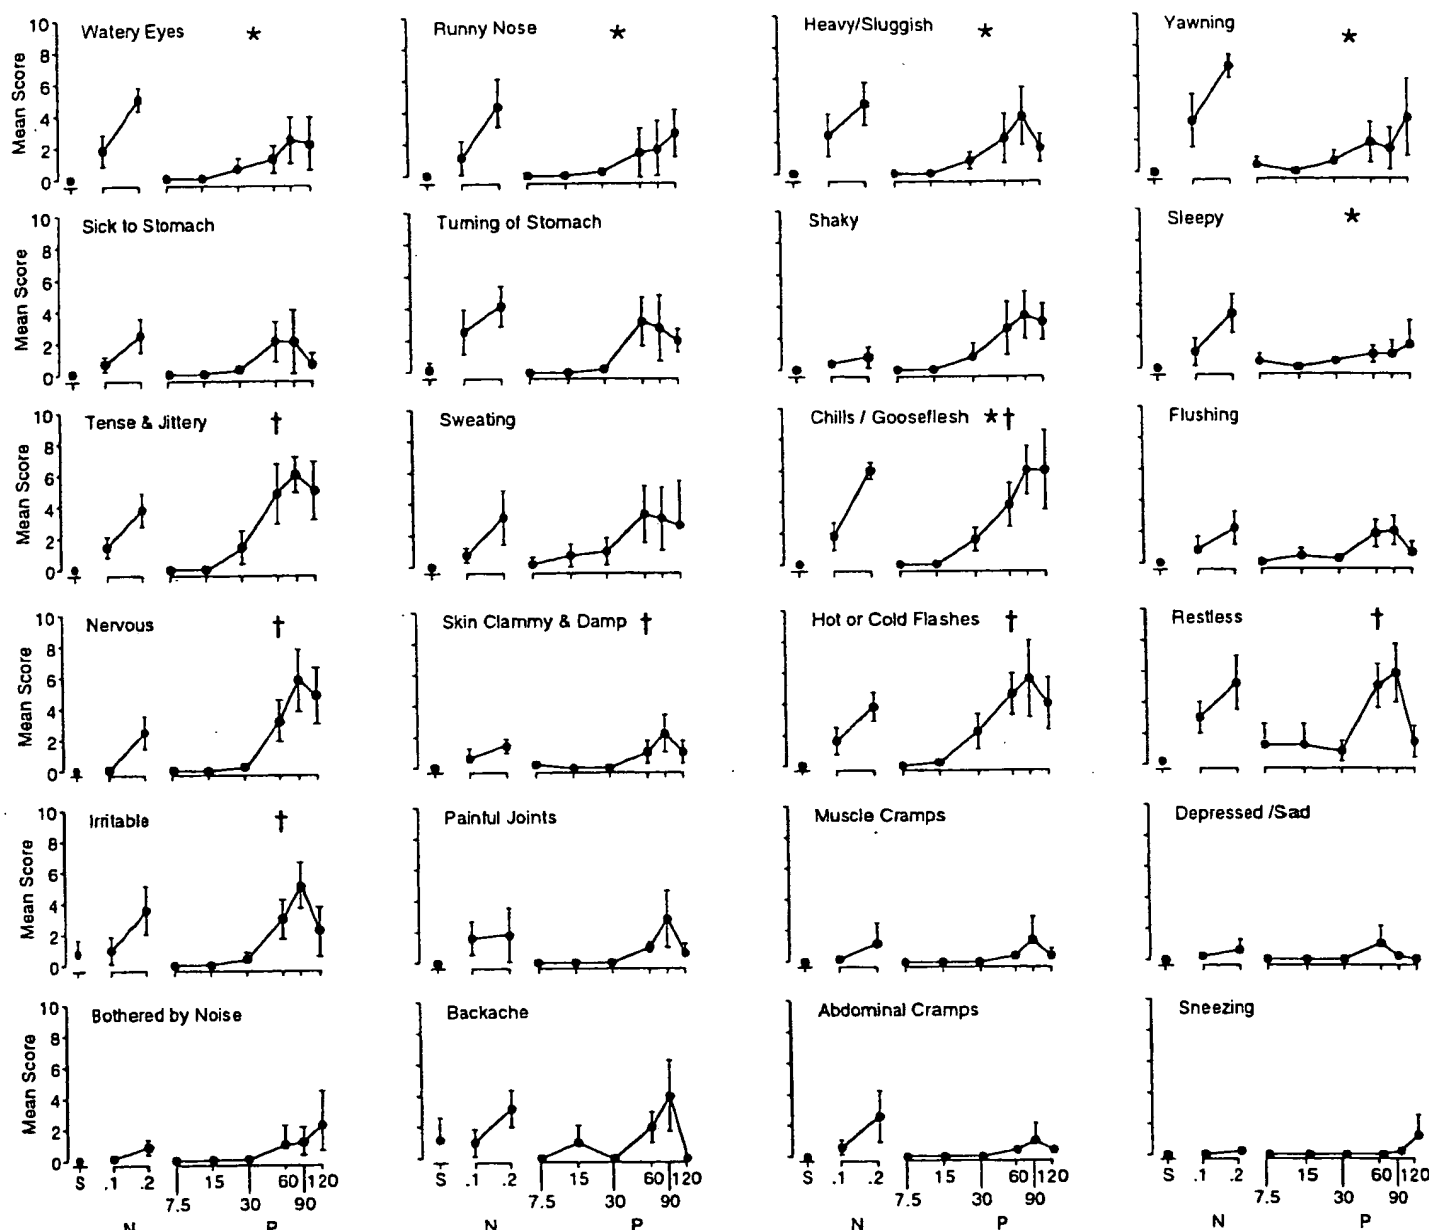 10 Watery Eyes * Runny Nose * Heavy/Sluggish * Yawning *
8
6
4
2
0
Mean Score
10 Sick to Stomach Turning of Stomach Shaky Sleepy *
8
6
4
2
0
Mean Score
10 Tense & Jittery † Sweating Chills / Gooseflesh *† Flushing
8
6
4
2
0
Mean Score
10 Nervous † Skin Clammy & Damp † Hot or Cold Flashes † Restless †
8
6
4
2
0
Mean Score
10 Irritable † Painful Joints Muscle Cramps Depressed /Sad
8
6
4
2
0
Mean Score
10 Bothered by Noise Backache Abdominal Cramps Sneezing
8
6
4
2
0
Mean Score
S .1 .2 15 60 120 S .1 .2 15 60 120 S .1 .2 15 60 120 S .1 .2 15 60 120
7.5 30 90 7.5 30 90 7.5 30 90 7.5 30 90
N P N P N P N P